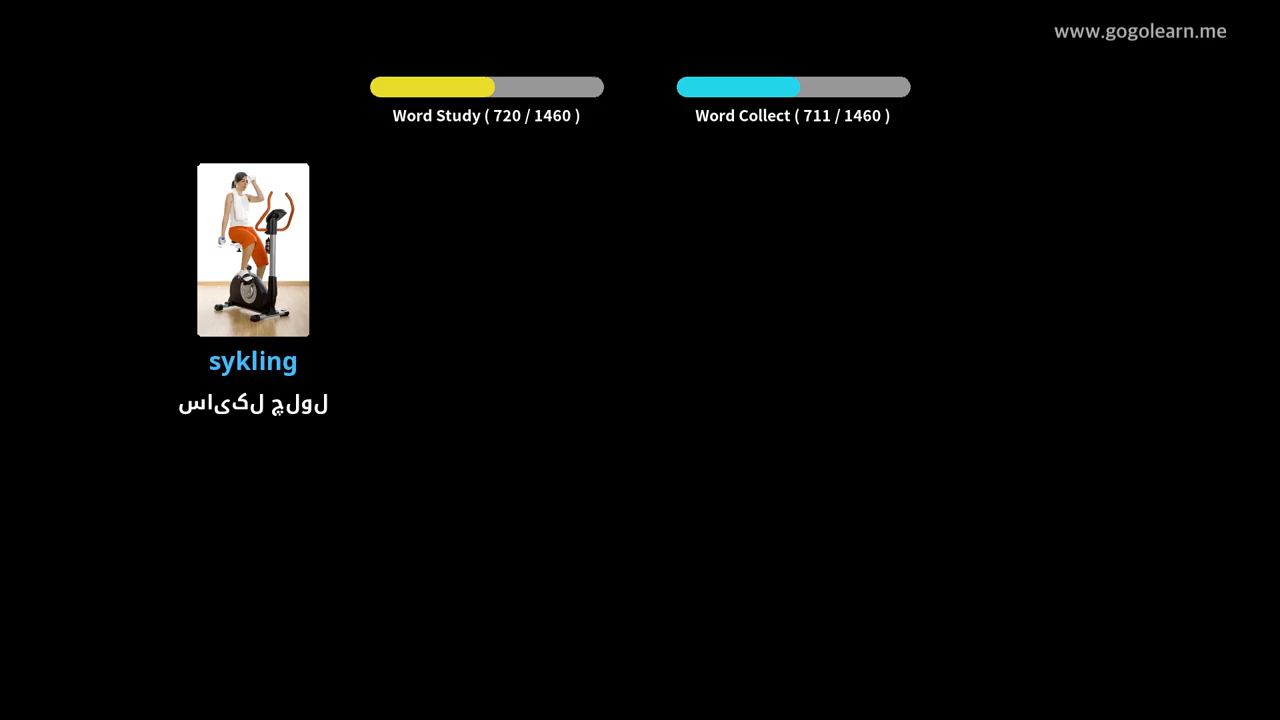 www.gogolearn.me
Word Study ( 720 / 1460 )
Word Collect ( 711 / 1460 )
sykling
سایکل چلول